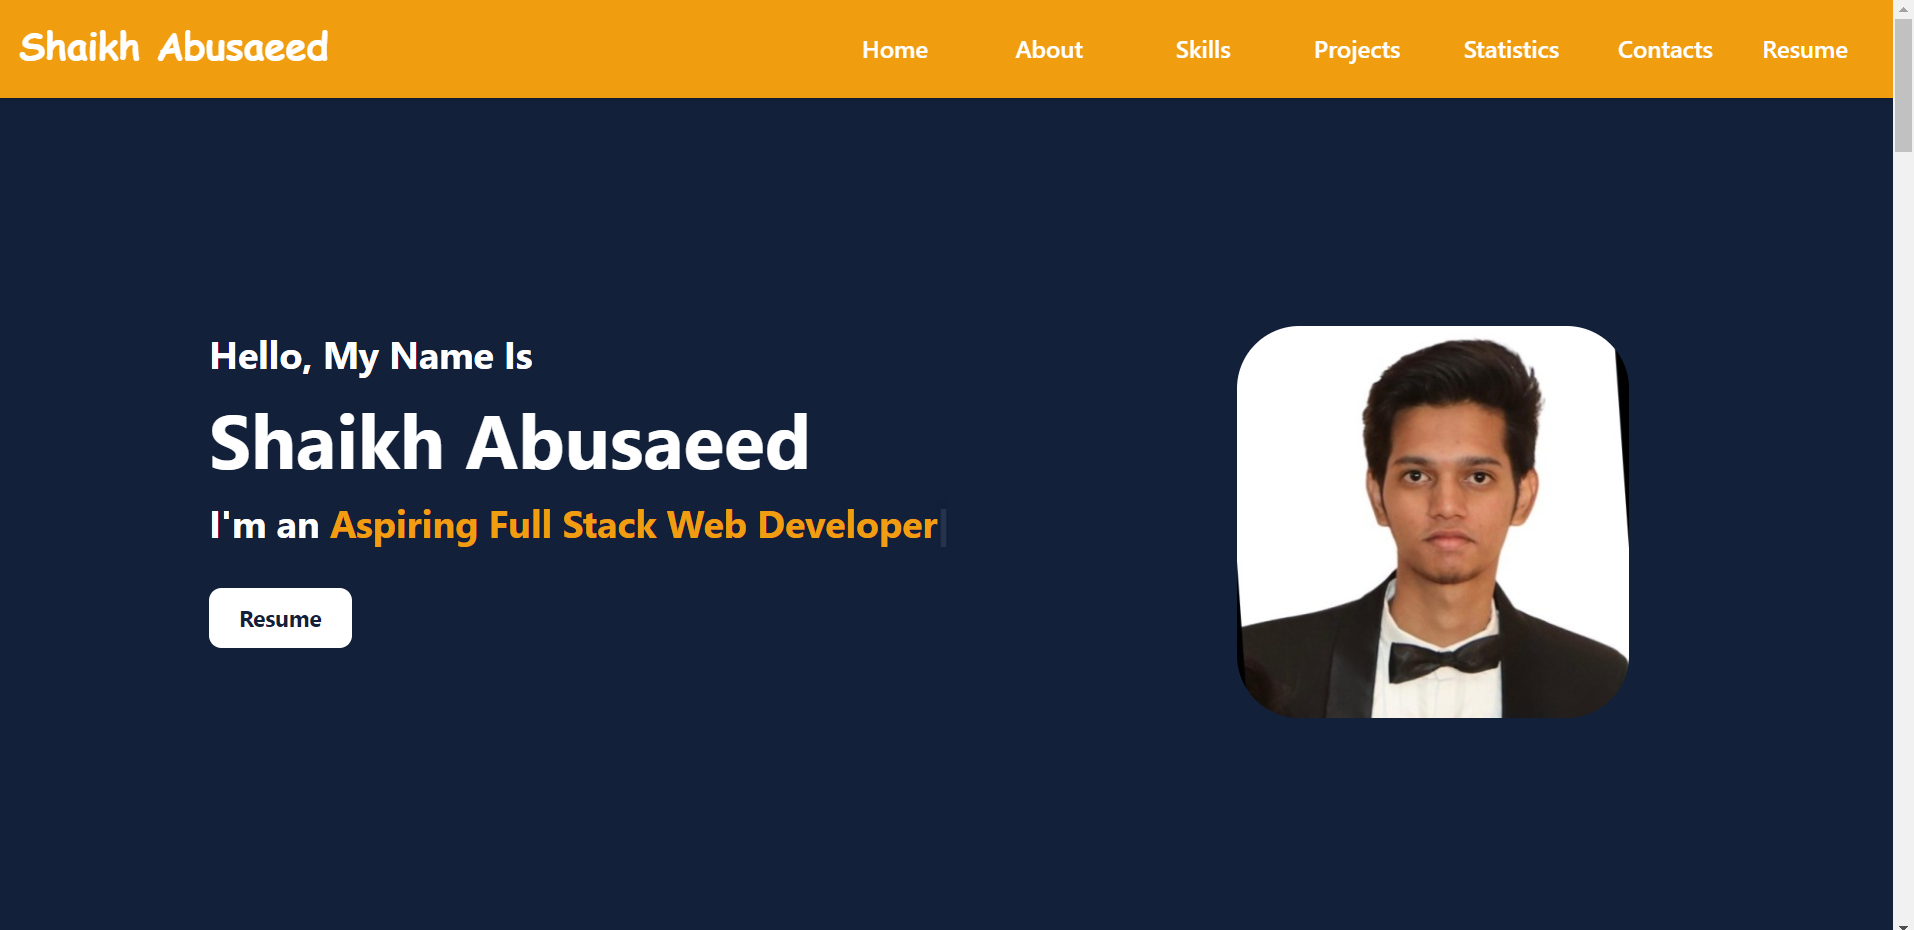 Shaikh Abusaeed
Home About Skills Projects Statistics Contacts Resume
Hello, My Name Is
Shaikh Abusaeed
I'm an Aspiring Full Stack Web Developer
Resume